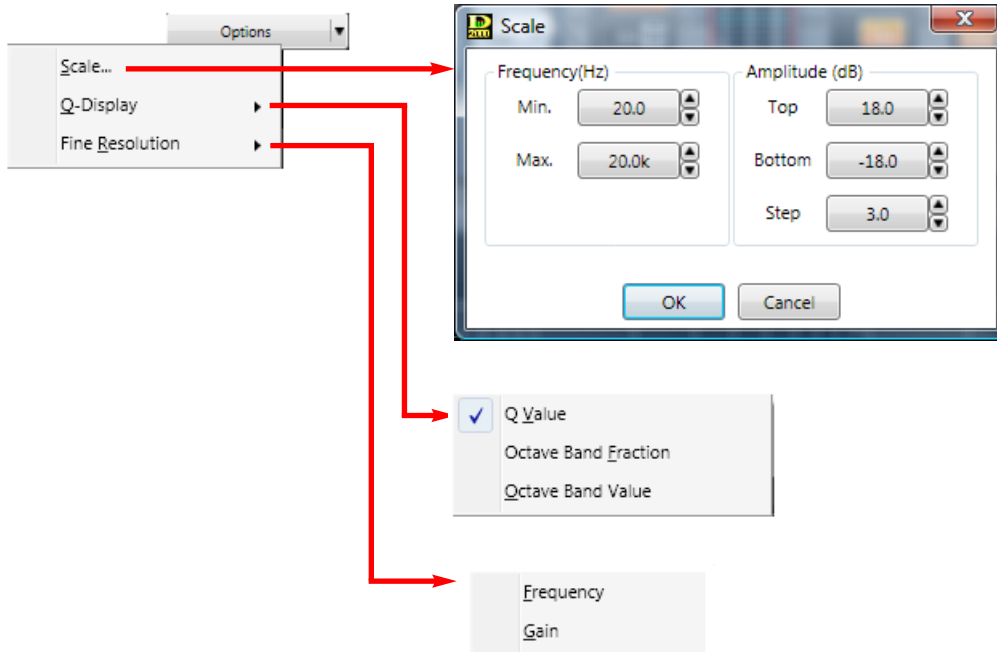 Options
Scale...
Q-Display
Fine Resolution
Scale
Frequency(Hz)
Min. 20.0
Max. 20.0k
Amplitude (dB)
Top 18.0
Bottom -18.0
Step 3.0
OK Cancel
Q Value
Octave Band Fraction
Octave Band Value
Frequency
Gain